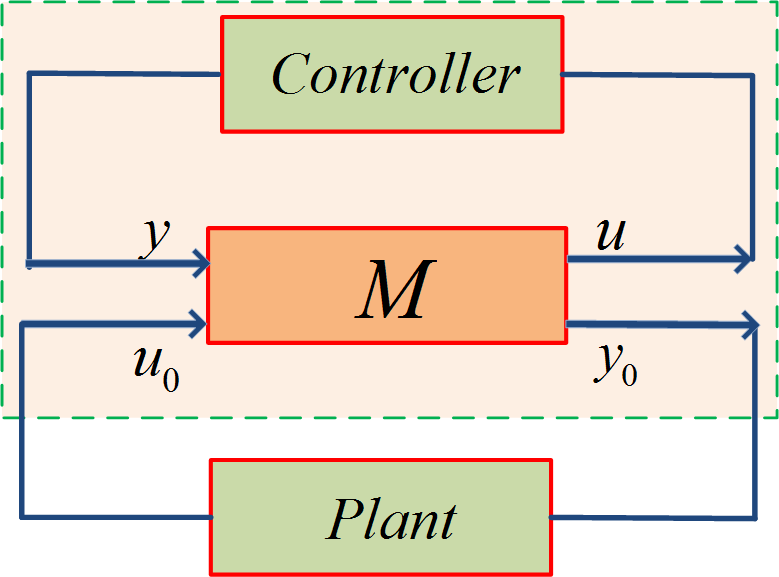 Controller
y
u
M
u₀
y₀
Plant